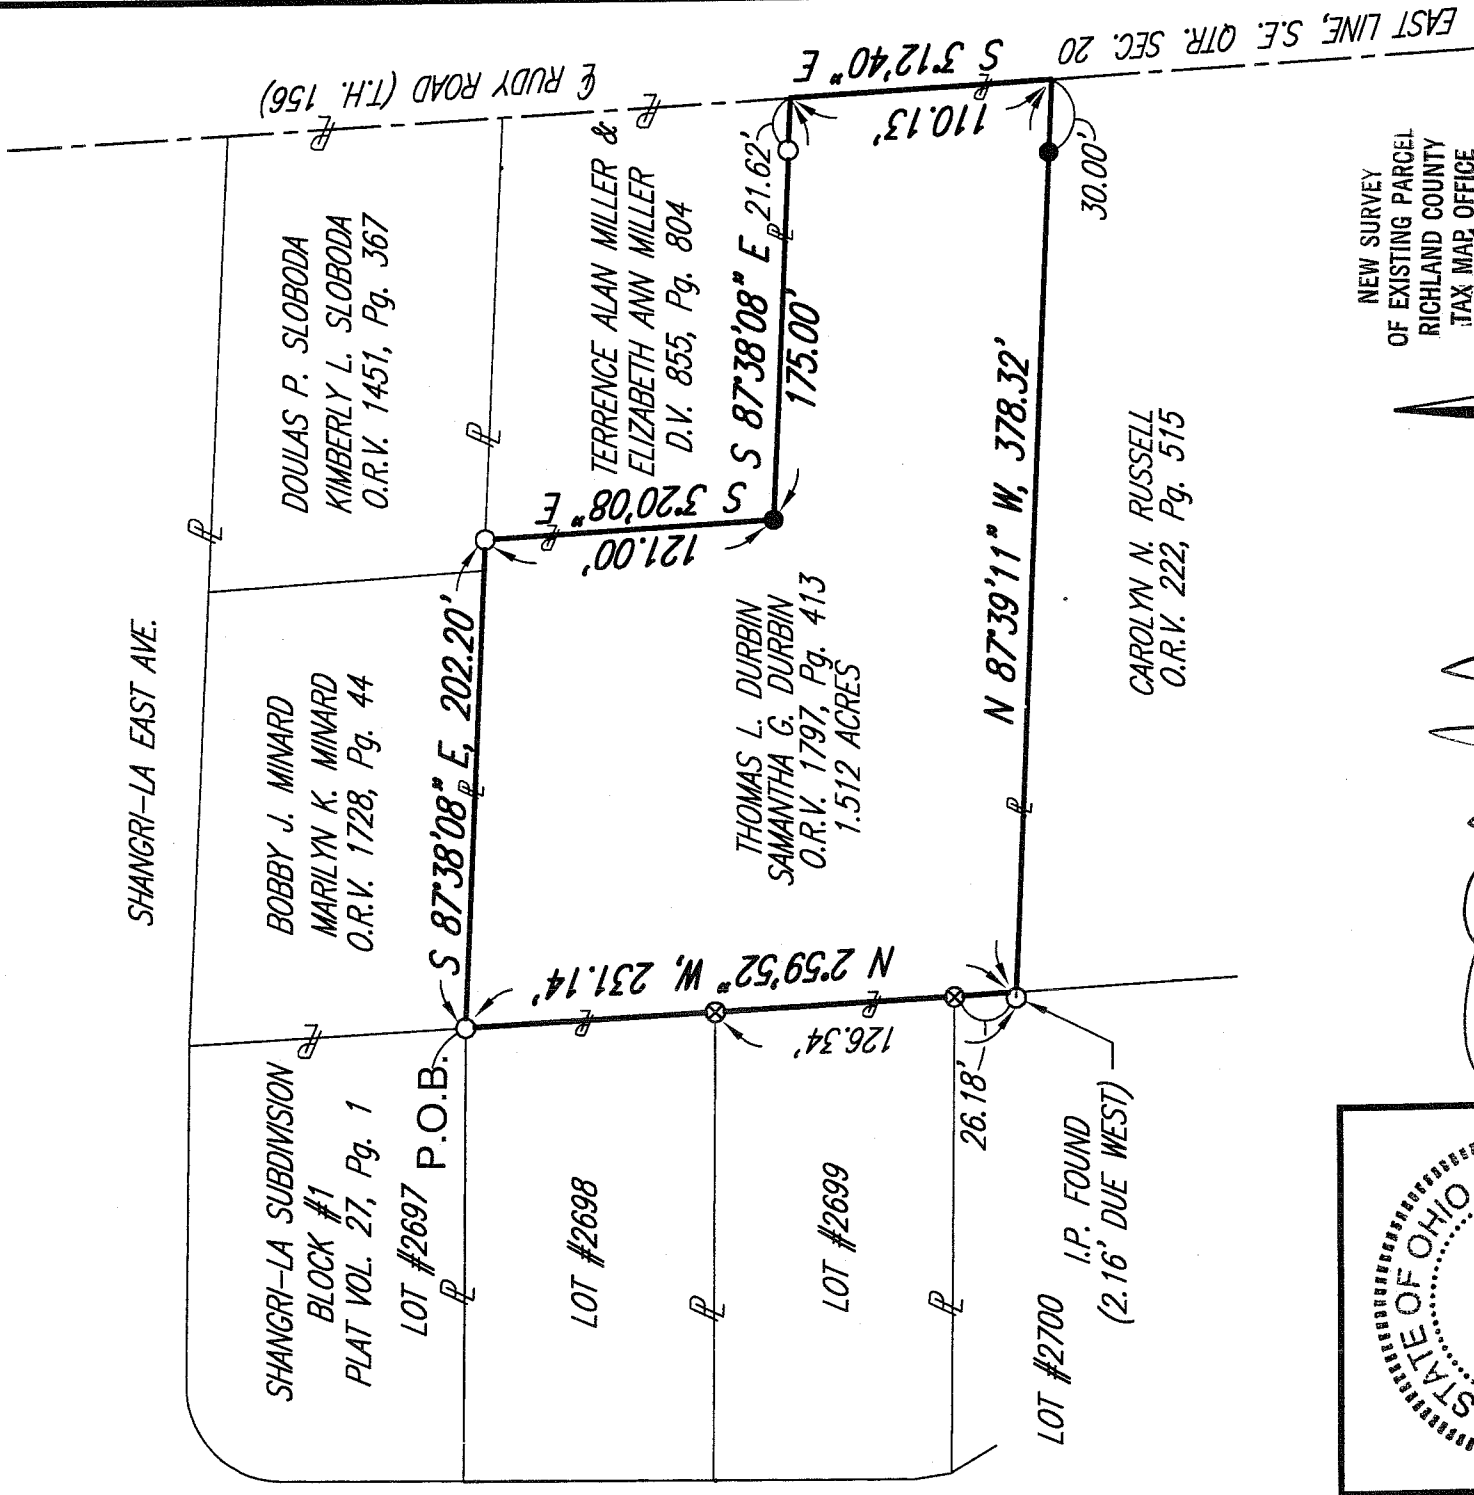 SHANGRI-LA EAST AVE.
℄ RUDY ROAD (T.H. 156)
EAST LINE, S.E. QTR. SEC. 20
SHANGRI-LA SUBDIVISION
BLOCK #1
PLAT VOL. 27, Pg. 1
LOT #2697
P.O.B.
BOBBY J. MINARD
MARILYN K. MINARD
O.R.V. 1728, Pg. 44
DOULAS P. SLOBODA
KIMBERLY L. SLOBODA
O.R.V. 1451, Pg. 367
S 87°38'08" E, 202.20'
TERRENCE ALAN MILLER &
ELIZABETH ANN MILLER
D.V. 855, Pg. 804
S 3°20'08" E
121.00'
S 87°38'08" E
175.00'
21.62'
S 3°12'40" E
110.13'
30.00'
THOMAS L. DURBIN
SAMANTHA G. DURBIN
O.R.V. 1797, Pg. 413
1.512 ACRES
N 87°39'11" W, 378.32'
N 2°59'52" W, 231.14'
126.34'
26.18'
LOT #2698
LOT #2699
LOT #2700
I.P. FOUND
(2.16' DUE WEST)
CAROLYN N. RUSSELL
O.R.V. 222, Pg. 515
NEW SURVEY
OF EXISTING PARCEL
RICHLAND COUNTY
TAX MAP OFFICE
STATE OF OHIO